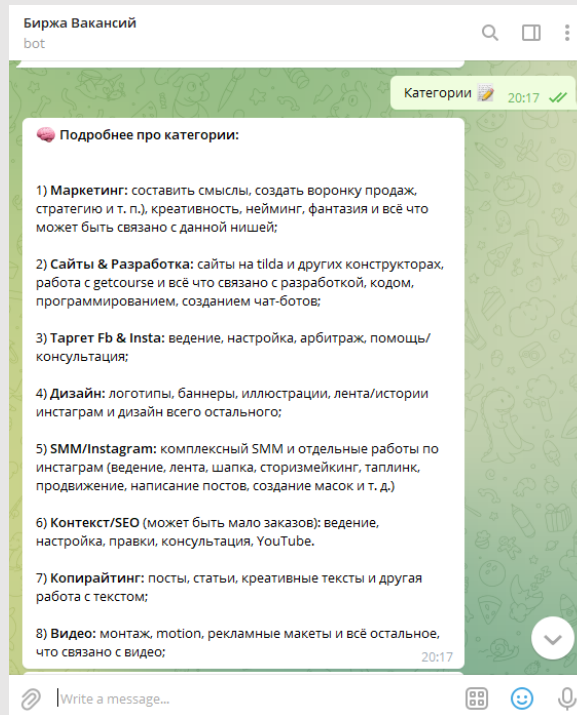 Биржа Вакансий
bot
Категории 📝 20:17
🧠 Подробнее про категории:
1) Маркетинг: составить смыслы, создать воронку продаж,
стратегию и т. п.), креативность, нейминг, фантазия и всё что
может быть связано с данной нишей;
2) Сайты & Разработка: сайты на tilda и других конструкторах,
работа с getcourse и всё что связано с разработкой, кодом,
программированием, созданием чат-ботов;
3) Таргет Fb & Insta: ведение, настройка, арбитраж, помощь/
консультация;
4) Дизайн: логотипы, баннеры, иллюстрации, лента/истории
инстаграм и дизайн всего остального;
5) SMM/Instagram: комплексный SMM и отдельные работы по
инстаграм (ведение, лента, шапка, сторизмейкинг, таплинк,
продвижение, написание постов, создание масок и т. д.)
6) Контекст/SEO (может быть мало заказов): ведение,
настройка, правки, консультация, YouTube.
7) Копирайтинг: посты, статьи, креативные тексты и другая
работа с текстом;
8) Видео: монтаж, motion, рекламные макеты и всё остальное,
что связано с видео;
20:17
Write a message...